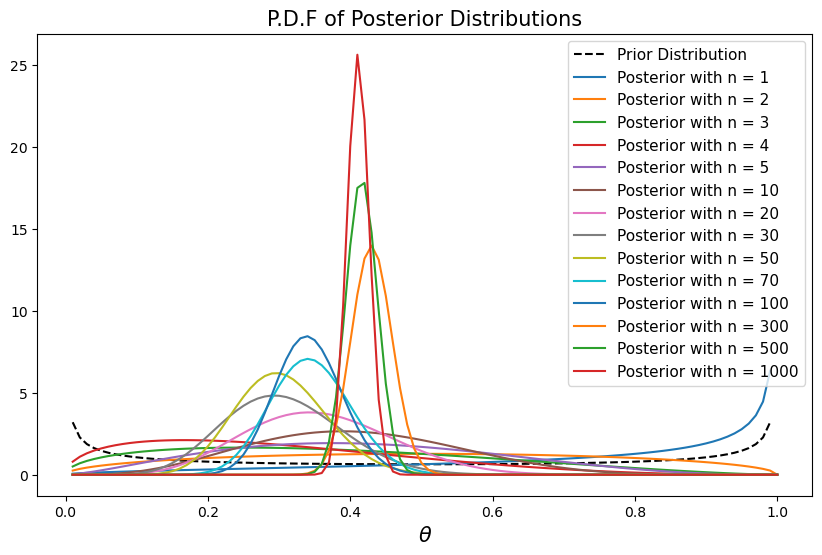 P.D.F of Posterior Distributions
25
20
15
10
5
0
0.0
0.2
0.4
0.6
0.8
1.0
θ
Prior Distribution
Posterior with n = 1
Posterior with n = 2
Posterior with n = 3
Posterior with n = 4
Posterior with n = 5
Posterior with n = 10
Posterior with n = 20
Posterior with n = 30
Posterior with n = 50
Posterior with n = 70
Posterior with n = 100
Posterior with n = 300
Posterior with n = 500
Posterior with n = 1000